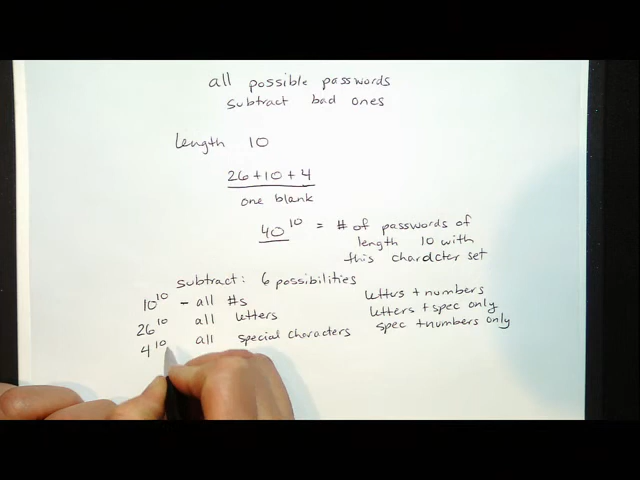 all possible passwords
subtract bad ones
length 10
26+10+4
one blank
40^10 = # of passwords of
length 10 with
this character set
subtract: 6 possibilities
10^10 - all #s
26^10 all letters
4^10 all special characters
letters + numbers
letters + spec only
spec + numbers only